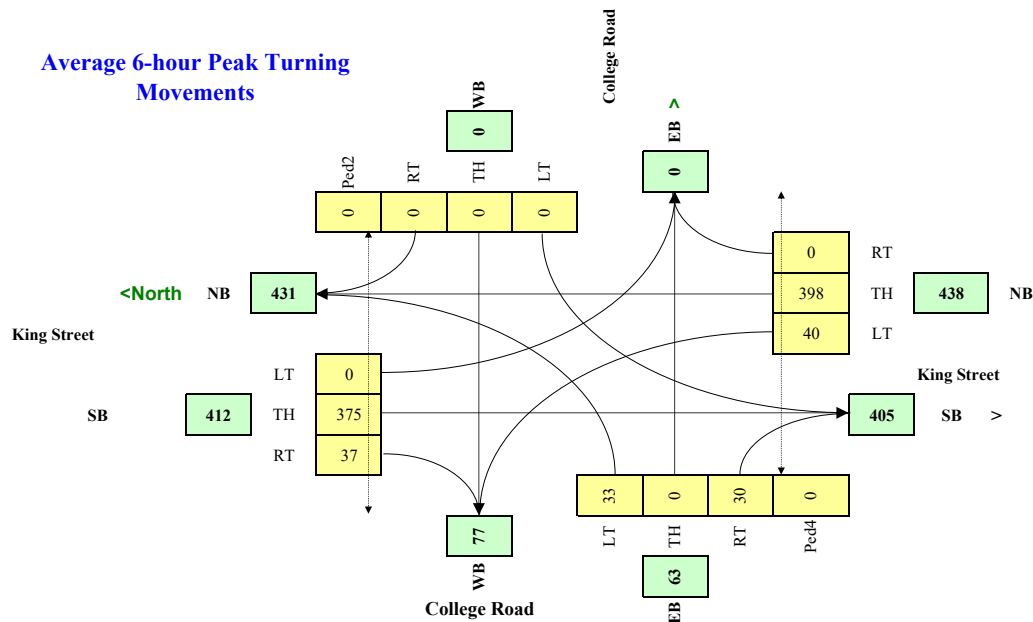 Average 6-hour Peak Turning
Movements
College Road
WB
EB
>
0
0
Ped2
RT
TH
LT
0
0
0
0
0
RT
<North
NB
431
398
TH
438
NB
King Street
40
LT
LT
0
King Street
SB
412
TH
375
405
SB
>
RT
37
33
0
30
0
77
LT
TH
RT
Ped4
WB
63
College Road
EB